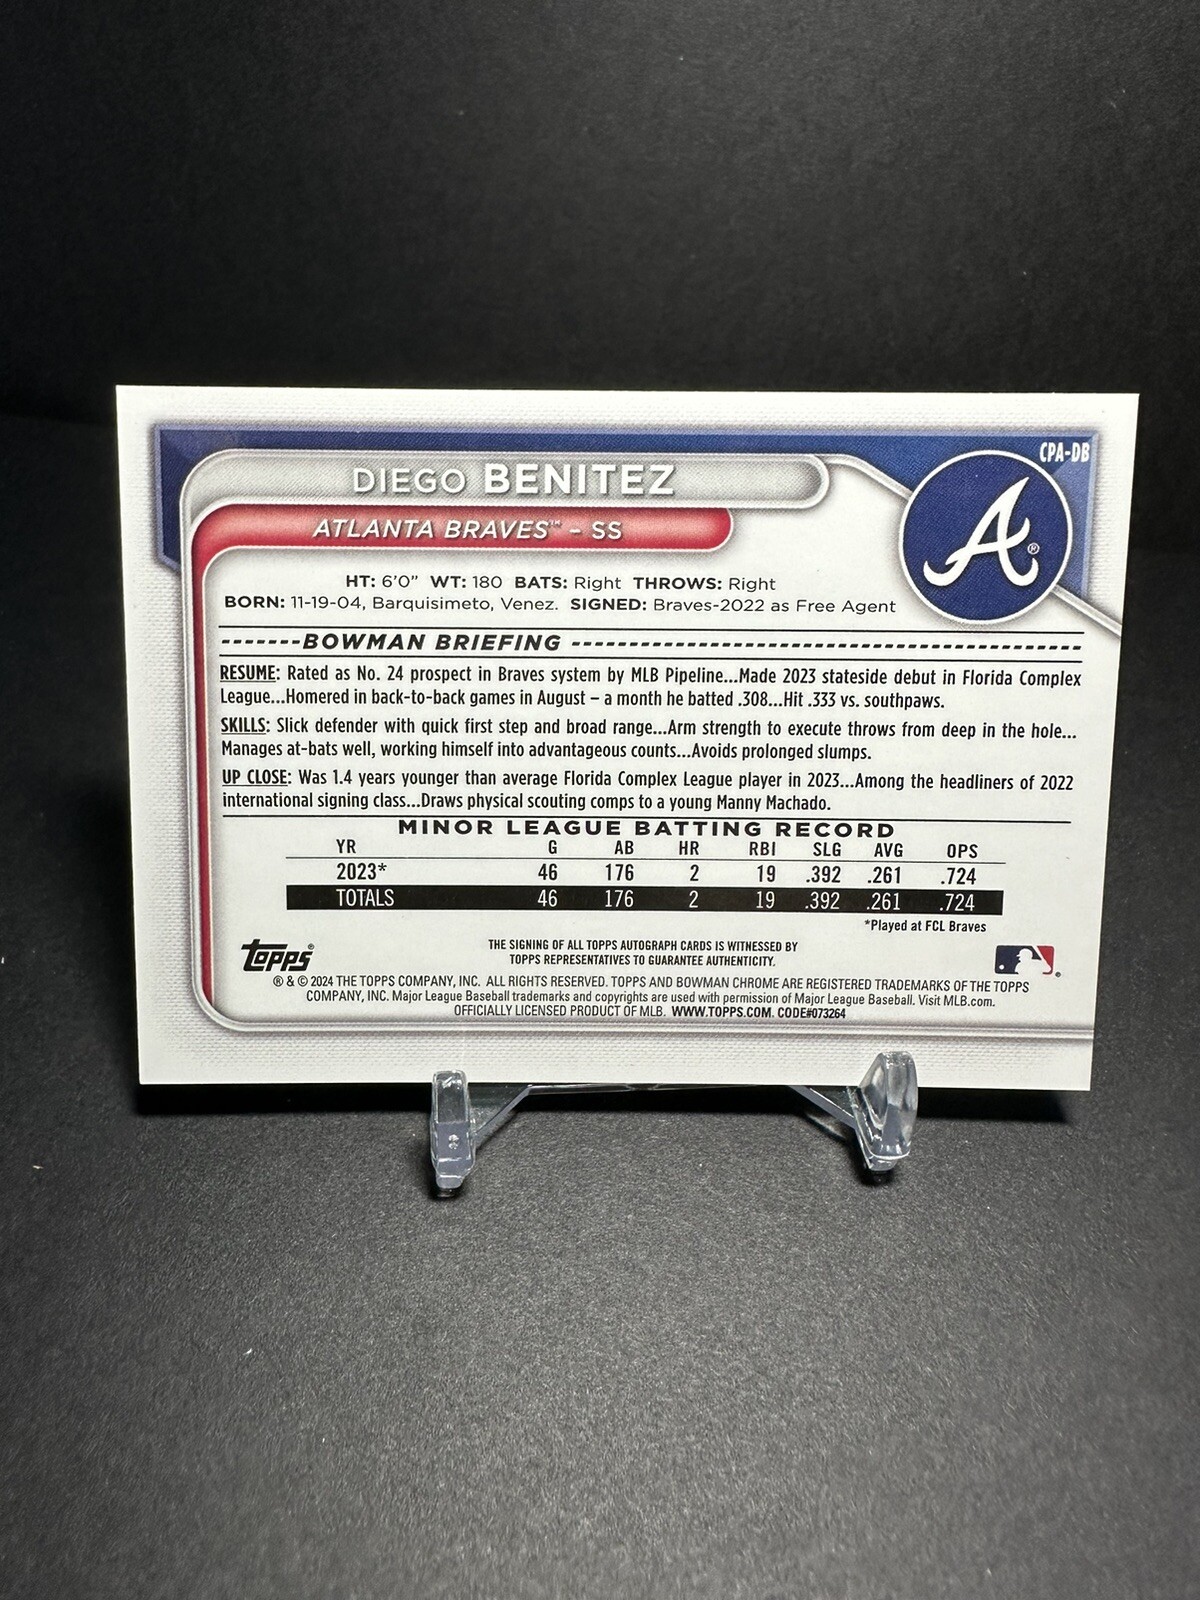 CPA-DB
DIEGO BENITEZ
ATLANTA BRAVES™ – SS
A®
HT: 6'0" WT: 180 BATS: Right THROWS: Right
BORN: 11-19-04, Barquisimeto, Venez. SIGNED: Braves-2022 as Free Agent
-------BOWMAN BRIEFING --------------------------------------------
RESUME: Rated as No. 24 prospect in Braves system by MLB Pipeline...Made 2023 stateside debut in Florida Complex
League...Homered in back-to-back games in August – a month he batted .308...Hit .333 vs. southpaws.
SKILLS: Slick defender with quick first step and broad range...Arm strength to execute throws from deep in the hole...
Manages at-bats well, working himself into advantageous counts...Avoids prolonged slumps.
UP CLOSE: Was 1.4 years younger than average Florida Complex League player in 2023...Among the headliners of 2022
international signing class...Draws physical scouting comps to a young Manny Machado.
MINOR LEAGUE BATTING RECORD
YR G AB HR RBI SLG AVG OPS
2023* 46 176 2 19 .392 .261 .724
TOTALS 46 176 2 19 .392 .261 .724
*Played at FCL Braves
topps®
THE SIGNING OF ALL TOPPS AUTOGRAPH CARDS IS WITNESSED BY
TOPPS REPRESENTATIVES TO GUARANTEE AUTHENTICITY.
® & © 2024 THE TOPPS COMPANY, INC. ALL RIGHTS RESERVED. TOPPS AND BOWMAN CHROME ARE REGISTERED TRADEMARKS OF THE TOPPS
COMPANY, INC. Major League Baseball trademarks and copyrights are used with permission of Major League Baseball. Visit MLB.com.
OFFICIALLY LICENSED PRODUCT OF MLB. WWW.TOPPS.COM. CODE#073264